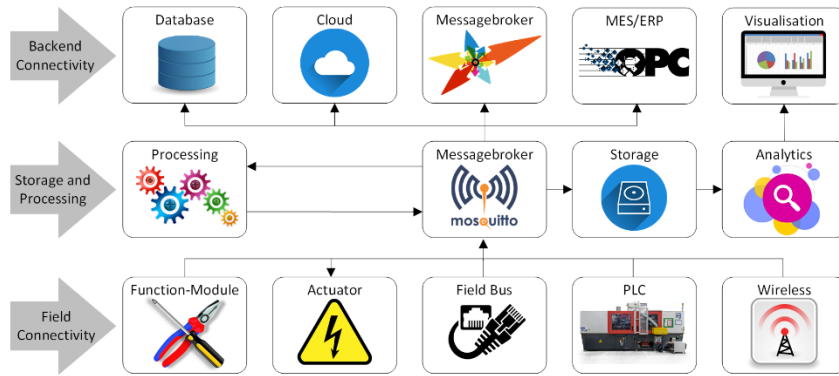 Backend
Connectivity
Database
Cloud
Messagebroker
MES/ERP
OPC
Visualisation
Storage and
Processing
Processing
Messagebroker
mosquitto
Storage
Analytics
Field
Connectivity
Function-Module
Actuator
Field Bus
PLC
Wireless